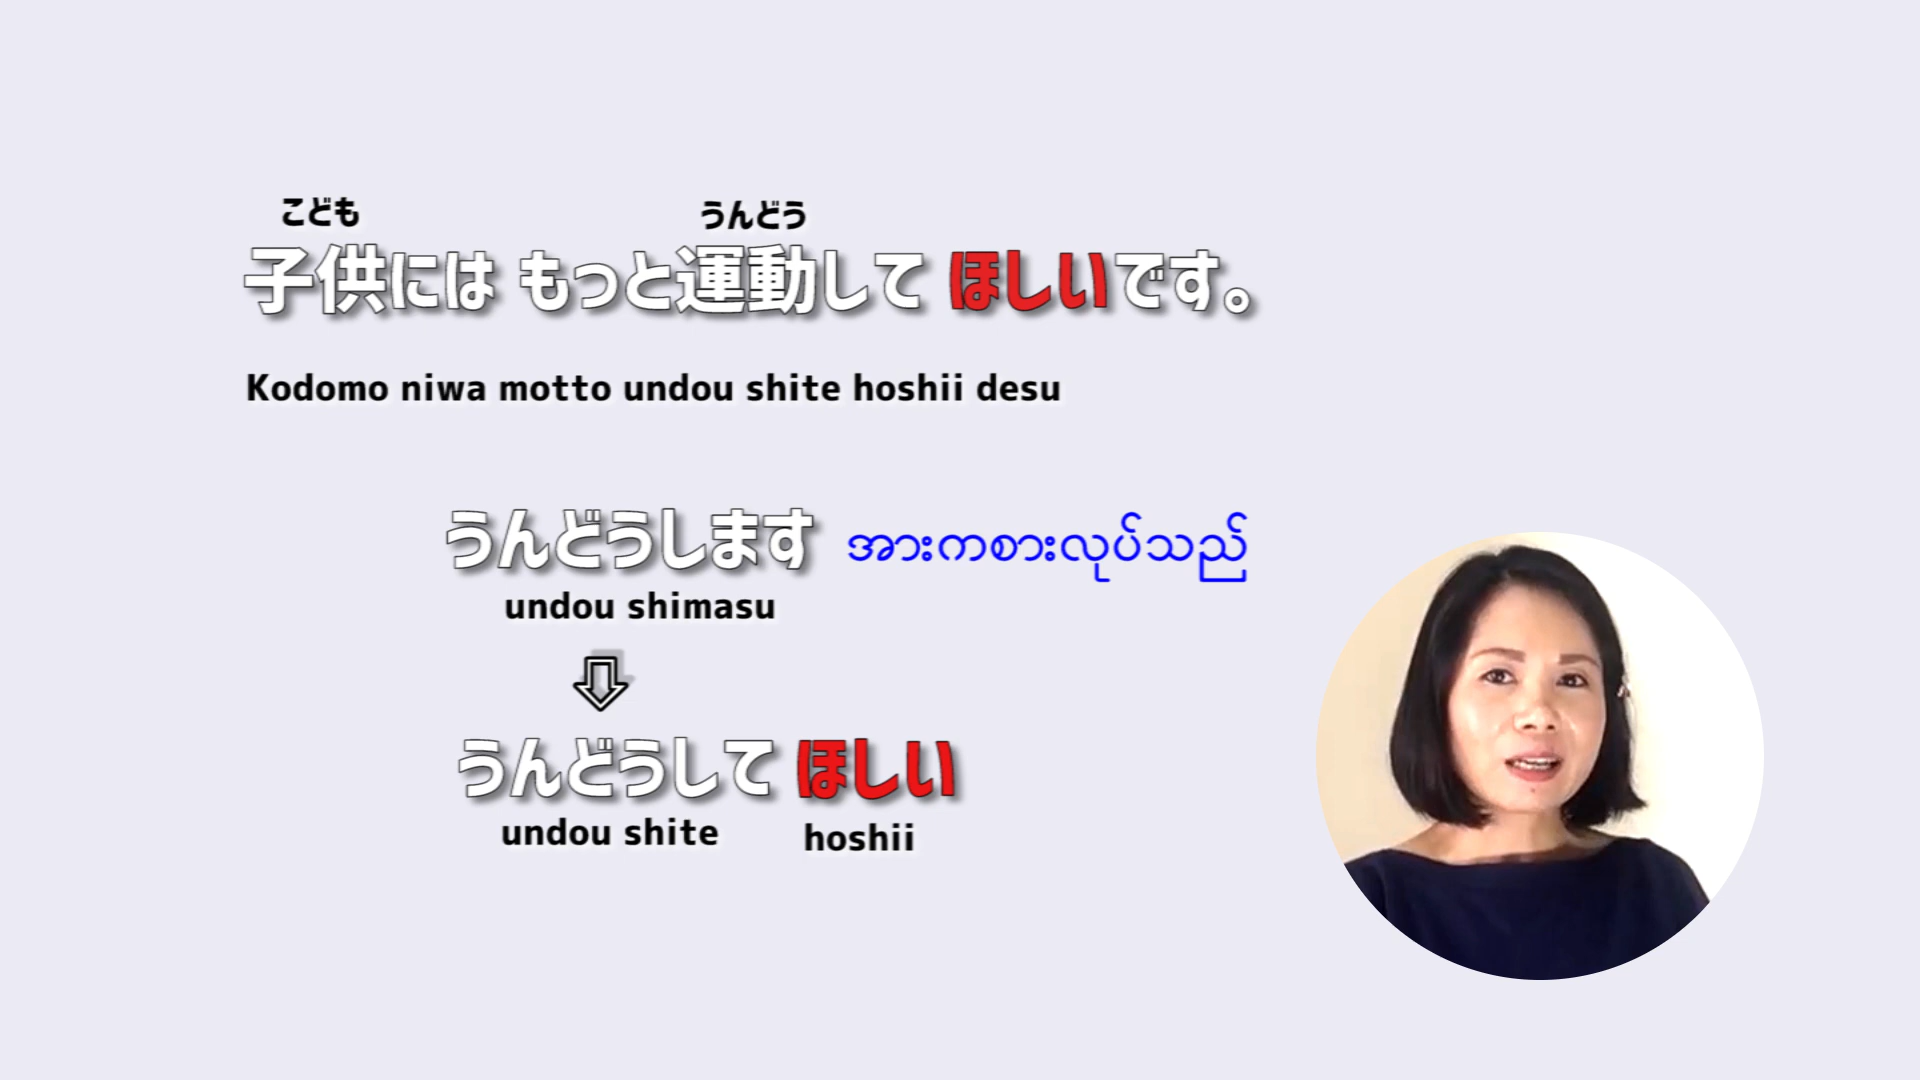 こども うんどう
子供には もっと運動して ほしいです。
Kodomo niwa motto undou shite hoshii desu
うんどうします အားကစားလုပ်သည်
undou shimasu
うんどうして ほしい
undou shite hoshii